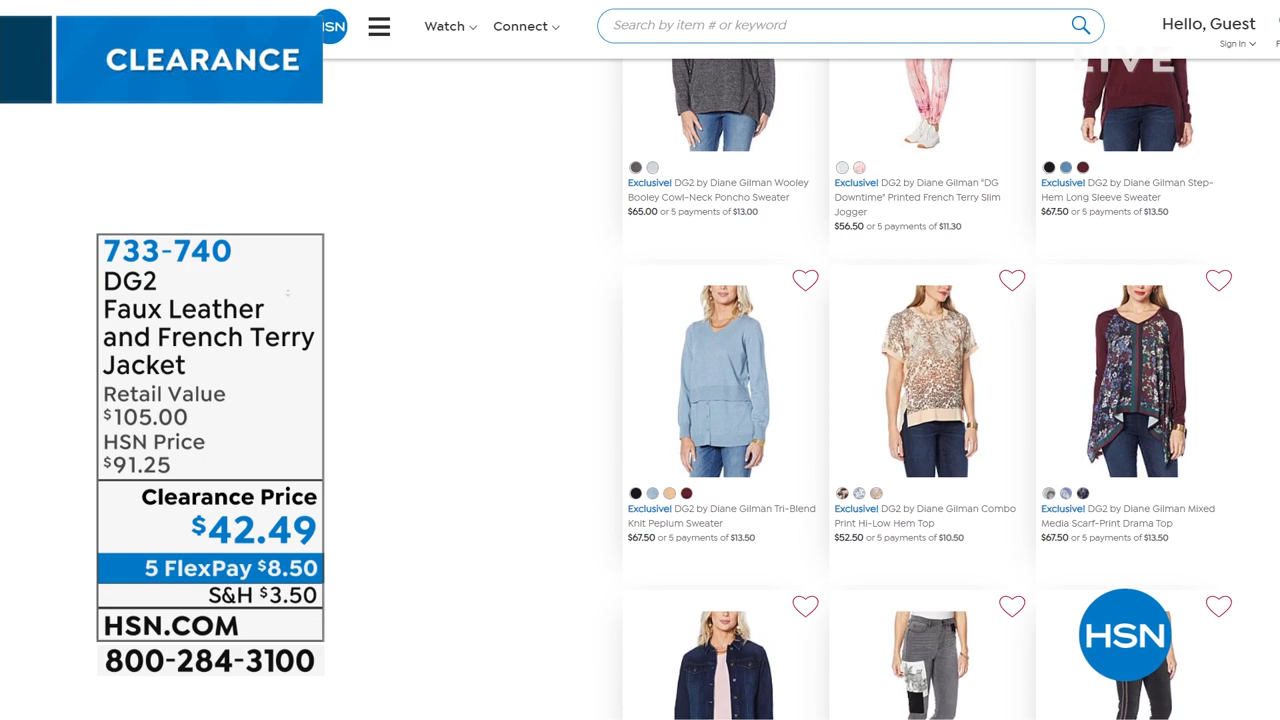 CLEARANCE
HSN
Watch
Connect
Search by item # or keyword
Hello, Guest
Sign In
LIVE
733-740
DG2
Faux Leather
and French Terry
Jacket
Retail Value
$105.00
HSN Price
$91.25
Clearance Price
$42.49
5 FlexPay $8.50
S&H $3.50
HSN.COM
800-284-3100
Exclusive! DG2 by Diane Gilman Wooley
Booley Cowl-Neck Poncho Sweater
$65.00 or 5 payments of $13.00
Exclusive! DG2 by Diane Gilman "DG
Downtime" Printed French Terry Slim
Jogger
$56.50 or 5 payments of $11.30
Exclusive! DG2 by Diane Gilman Step-
Hem Long Sleeve Sweater
$67.50 or 5 payments of $13.50
Exclusive! DG2 by Diane Gilman Tri-Blend
Knit Peplum Sweater
$67.50 or 5 payments of $13.50
Exclusive! DG2 by Diane Gilman Combo
Print Hi-Low Hem Top
$52.50 or 5 payments of $10.50
Exclusive! DG2 by Diane Gilman Mixed
Media Scarf-Print Drama Top
$67.50 or 5 payments of $13.50
HSN